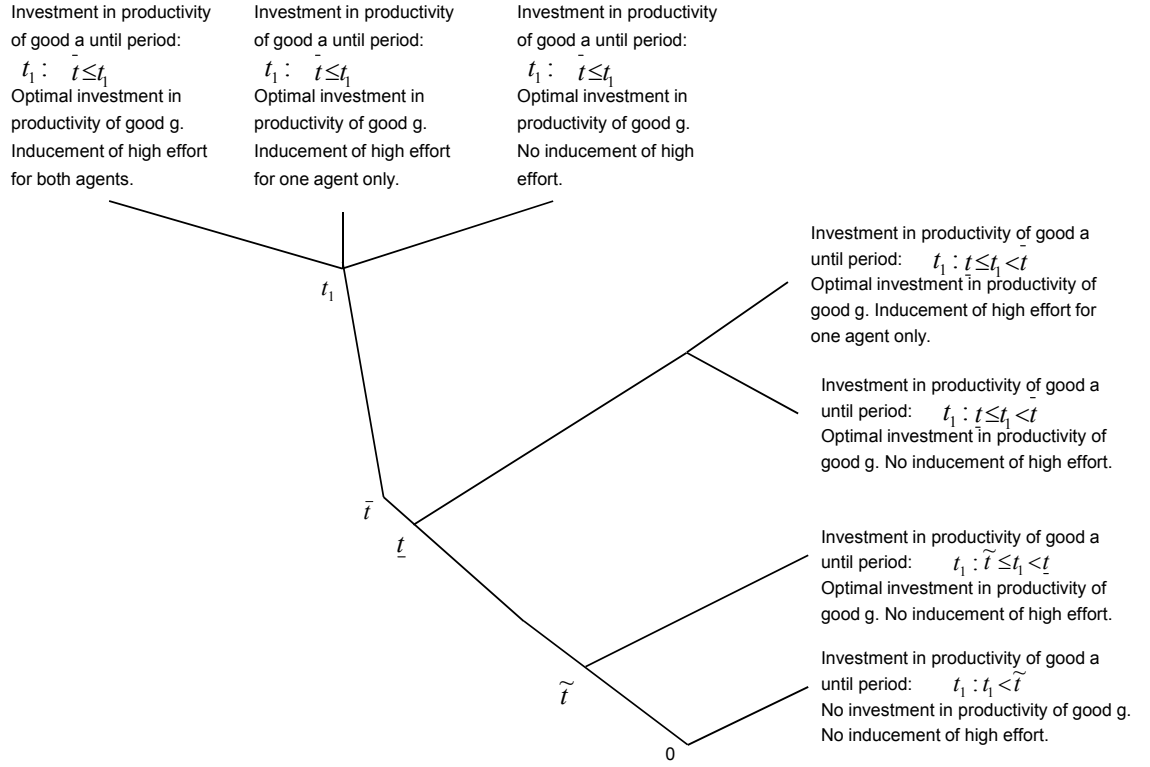 Investment in productivity
of good a until period:
t₁ : t̄≤t₁
Optimal investment in
productivity of good g.
Inducement of high effort
for both agents.
Investment in productivity
of good a until period:
t₁ : t̄≤t₁
Optimal investment in
productivity of good g.
Inducement of high effort
for one agent only.
Investment in productivity
of good a until period:
t₁ : t̄≤t₁
Optimal investment in
productivity of good g.
No inducement of high
effort.
t₁
Investment in productivity of good a
until period: t₁ : t̲≤t₁<t̄
Optimal investment in productivity of
good g. Inducement of high effort for
one agent only.
Investment in productivity of good a
until period: t₁ : t̲≤t₁<t̄
Optimal investment in productivity of
good g. No inducement of high effort.
t̄
t̲
Investment in productivity of good a
until period: t₁ : t̃ ≤t₁<t̲
Optimal investment in productivity of
good g. No inducement of high effort.
t̃
Investment in productivity of good a
until period: t₁ : t₁<t̃
No investment in productivity of good g.
No inducement of high effort.
0